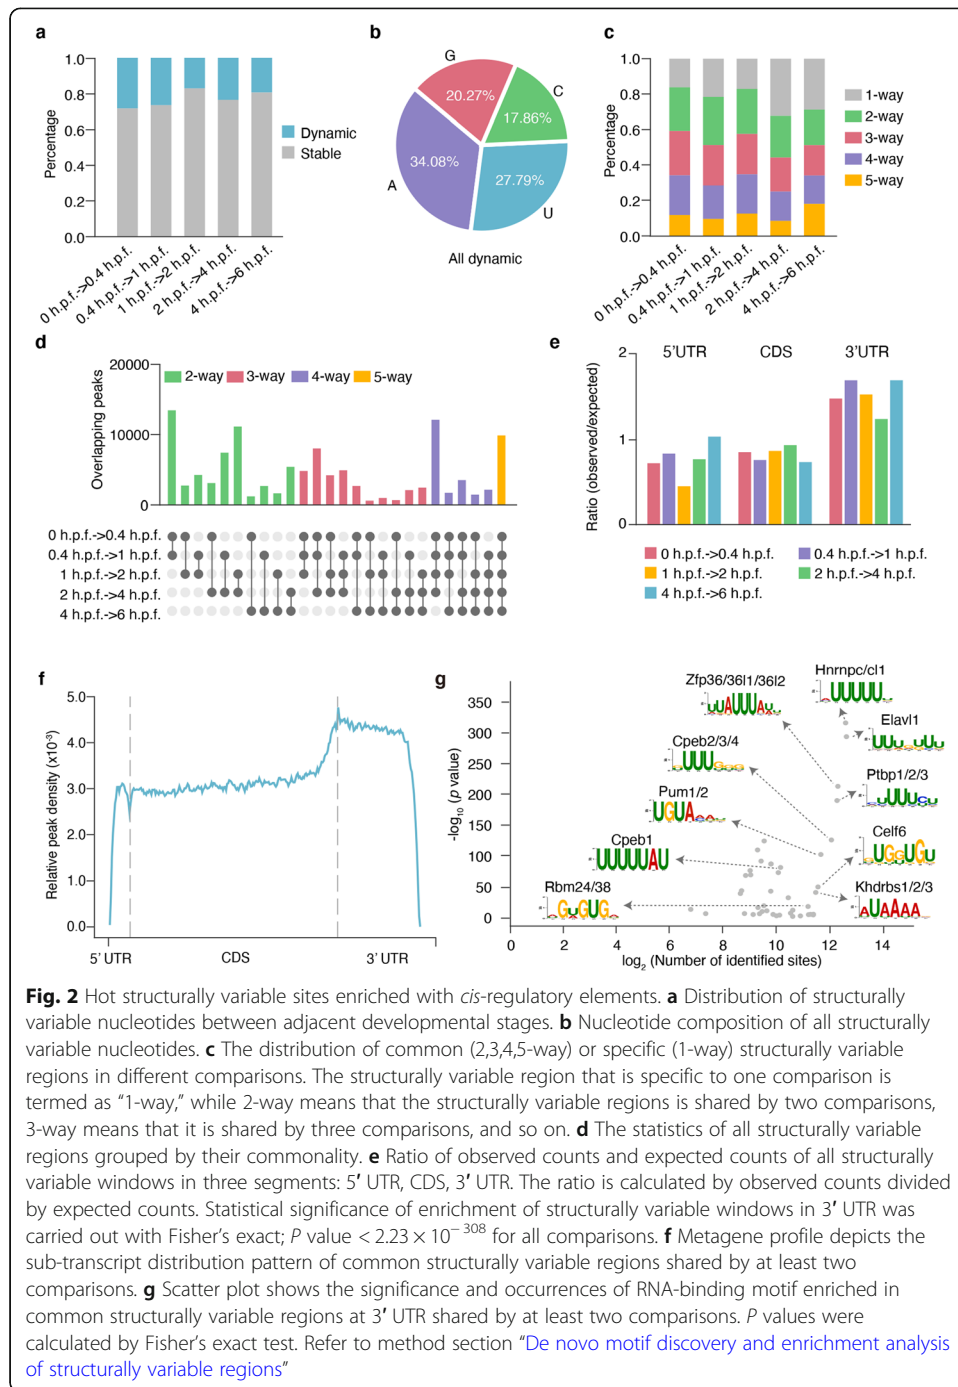 a
1.0
0.8
0.6
0.4
0.2
0.0
Percentage
Dynamic
Stable
0 h.p.f.->0.4 h.p.f.
0.4 h.p.f.->1 h.p.f.
1 h.p.f.->2 h.p.f.
2 h.p.f.->4 h.p.f.
4 h.p.f.->6 h.p.f.
b
G
C
20.27%
17.86%
34.08%
27.79%
A
U
All dynamic
c
1.0
0.8
0.6
0.4
0.2
0.0
Percentage
1-way
2-way
3-way
4-way
5-way
0 h.p.f.->0.4 h.p.f.
0.4 h.p.f.->1 h.p.f.
1 h.p.f.->2 h.p.f.
2 h.p.f.->4 h.p.f.
4 h.p.f.->6 h.p.f.
d
20000
10000
0
Overlapping peaks
2-way 3-way 4-way 5-way
0 h.p.f.->0.4 h.p.f.
0.4 h.p.f.->1 h.p.f.
1 h.p.f.->2 h.p.f.
2 h.p.f.->4 h.p.f.
4 h.p.f.->6 h.p.f.
e
5'UTR CDS 3'UTR
2
1
0
Ratio (observed/expected)
0 h.p.f.->0.4 h.p.f. 0.4 h.p.f.->1 h.p.f.
1 h.p.f.->2 h.p.f. 2 h.p.f.->4 h.p.f.
4 h.p.f.->6 h.p.f.
f
5.0
4.0
3.0
2.0
1.0
0.0
Relative peak density (x10-3)
5' UTR CDS 3' UTR
g
350
300
250
200
150
100
50
0
-log10 (p value)
0 2 4 6 8 10 12 14
log2 (Number of identified sites)
Zfp36/36l1/36l2
Hnrnpc/cl1
Elavl1
Cpeb2/3/4
Ptbp1/2/3
Pum1/2
Celf6
Cpeb1
UUUUUAU
Rbm24/38
Khdrbs1/2/3
Fig. 2 Hot structurally variable sites enriched with cis-regulatory elements. a Distribution of structurally
variable nucleotides between adjacent developmental stages. b Nucleotide composition of all structurally
variable nucleotides. c The distribution of common (2,3,4,5-way) or specific (1-way) structurally variable
regions in different comparisons. The structurally variable region that is specific to one comparison is
termed as “1-way,” while 2-way means that the structurally variable regions is shared by two comparisons,
3-way means that it is shared by three comparisons, and so on. d The statistics of all structurally variable
regions grouped by their commonality. e Ratio of observed counts and expected counts of all structurally
variable windows in three segments: 5′ UTR, CDS, 3′ UTR. The ratio is calculated by observed counts divided
by expected counts. Statistical significance of enrichment of structurally variable windows in 3′ UTR was
carried out with Fisher’s exact; P value < 2.23 × 10− 308 for all comparisons. f Metagene profile depicts the
sub-transcript distribution pattern of common structurally variable regions shared by at least two
comparisons. g Scatter plot shows the significance and occurrences of RNA-binding motif enriched in
common structurally variable regions at 3′ UTR shared by at least two comparisons. P values were
calculated by Fisher’s exact test. Refer to method section “De novo motif discovery and enrichment analysis
of structurally variable regions”